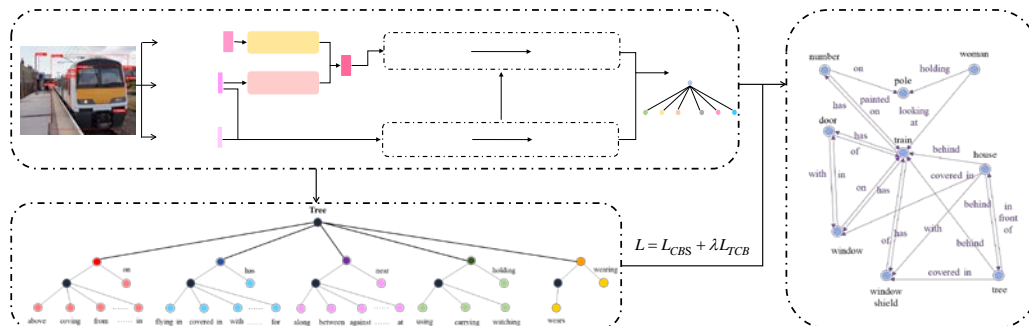 Tree
on
has
near
holding
wearing
above
coving
from
...... in
flying in
covered in
with
...... for
along
between
against
...... at
using
carrying
watching
wears
L = L_CBS + λL_TCB
number
woman
on
holding
pole
has
painted
on
looking
at
door
has
of
train
behind
house
with
in
on
has
covered in
behind
in
front
of
window
of
has
with
behind
covered in
window
shield
tree